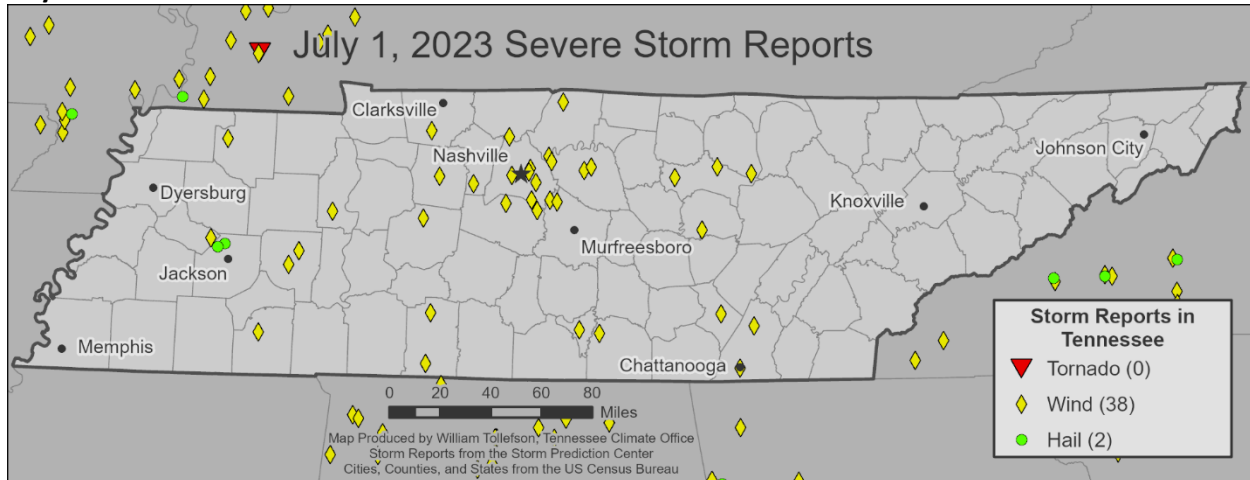 July 1, 2023 Severe Storm Reports
Clarksville
Nashville
Johnson City
Dyersburg
Knoxville
Murfreesboro
Jackson
Memphis
Chattanooga
Storm Reports in
Tennessee
Tornado (0)
Wind (38)
Hail (2)
0 20 40 60 80
Miles
Map Produced by William Tollefson, Tennessee Climate Office
Storm Reports from the Storm Prediction Center
Cities, Counties, and States from the US Census Bureau